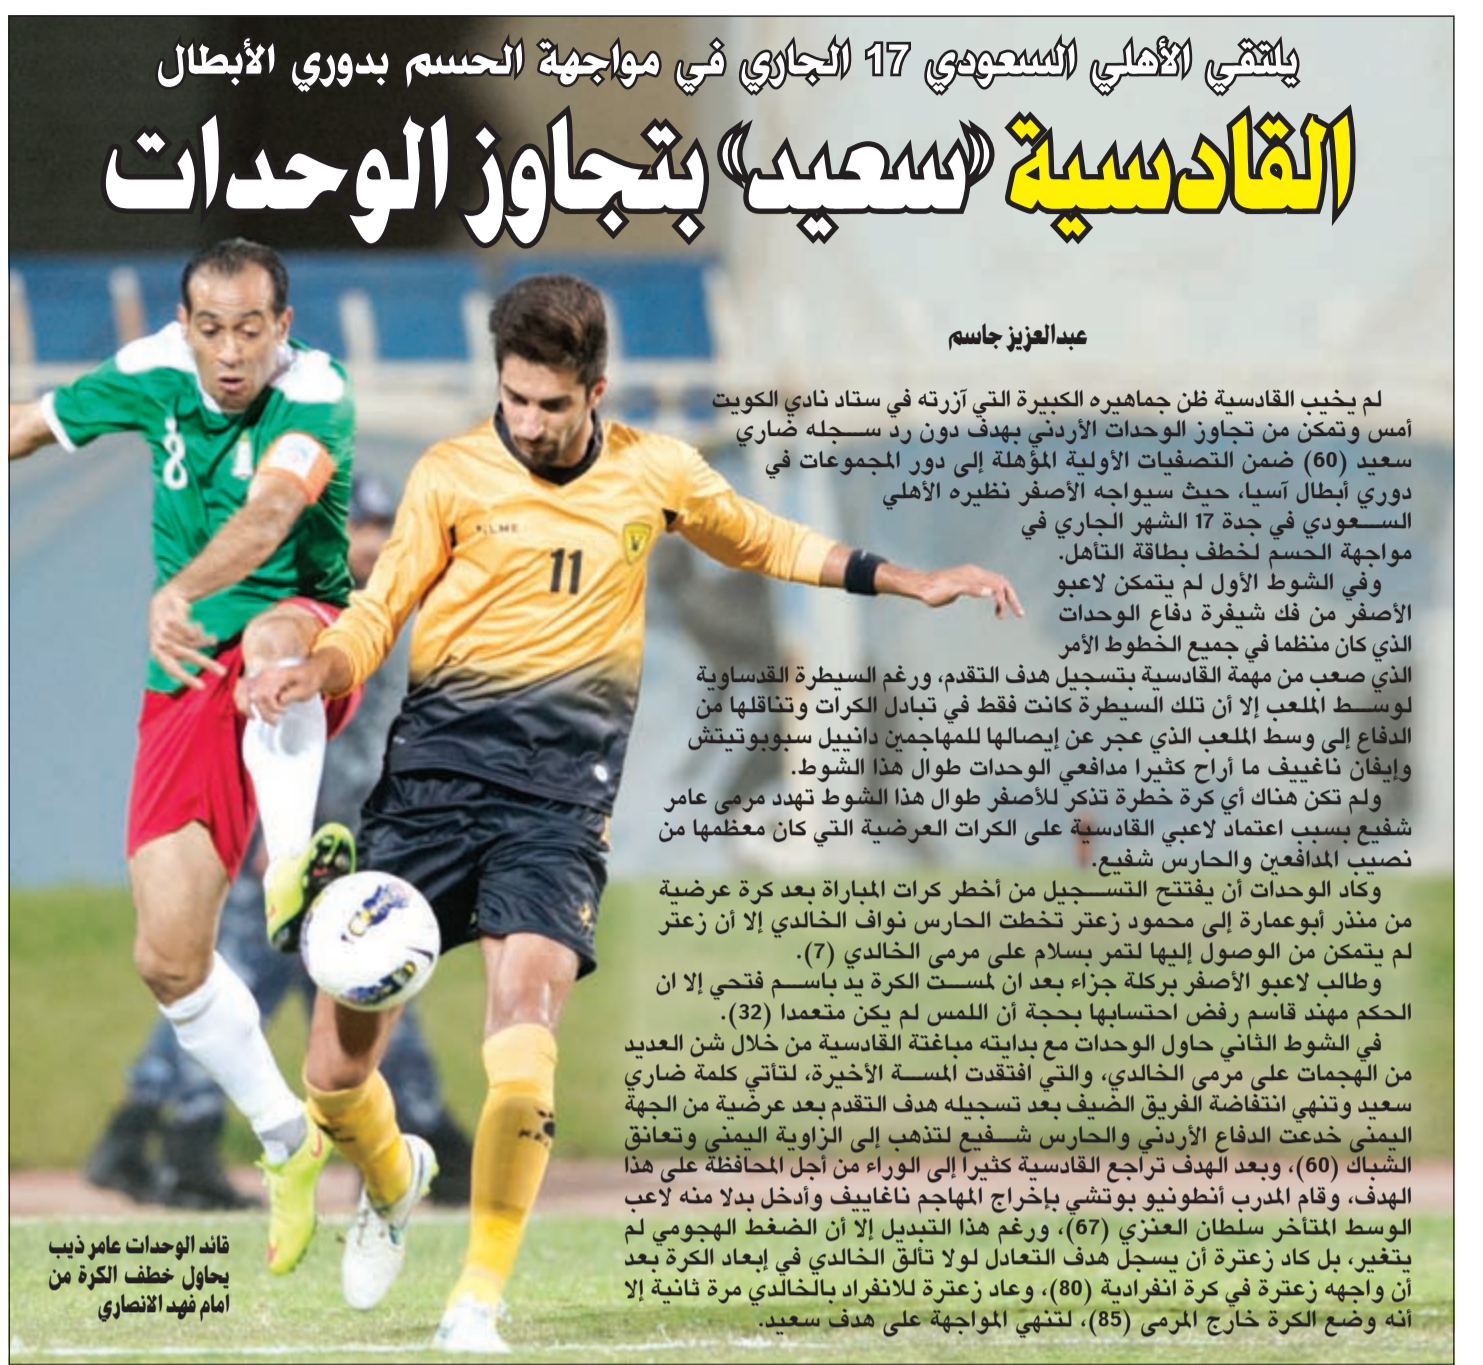 يلتقي الأهلي السعودي 17 الجاري في مواجهة الحسم بدوري الأبطال
القادسية «سعيد» بتجاوز الوحدات
عبدالعزيز جاسم
لم يخيب القادسية ظن جماهيره الكبيرة التي آزرته في ستاد نادي الكويت
أمس وتمكن من تجاوز الوحدات الأردني بهدف دون رد سجله ضاري
سعيد (60) ضمن التصفيات الأولية المؤهلة إلى دور المجموعات في
دوري أبطال آسيا، حيث سيواجه الأصفر نظيره الأهلي
السعودي في جدة 17 الشهر الجاري في
مواجهة الحسم لخطف بطاقة التأهل.
وفي الشوط الأول لم يتمكن لاعبو
الأصفر من فك شيفرة دفاع الوحدات
الذي كان منظما في جميع الخطوط الأمر
الذي صعب من مهمة القادسية بتسجيل هدف التقدم، ورغم السيطرة القدساوية
لوسط الملعب إلا أن تلك السيطرة كانت فقط في تبادل الكرات وتناقلها من
الدفاع إلى وسط الملعب الذي عجر عن إيصالها للمهاجمين دانييل سبوبوتيتش
وإيفان ناغييف ما أراح كثيرا مدافعي الوحدات طوال هذا الشوط.
ولم تكن هناك أي كرة خطرة تذكر للأصفر طوال هذا الشوط تهدد مرمى عامر
شفيع بسبب اعتماد لاعبي القادسية على الكرات العرضية التي كان معظمها من
نصيب المدافعين والحارس شفيع.
وكاد الوحدات أن يفتتح التسجيل من أخطر كرات المباراة بعد كرة عرضية
من منذر أبوعمارة إلى محمود زعتر تخطت الحارس نواف الخالدي إلا أن زعتر
لم يتمكن من الوصول إليها لتمر بسلام على مرمى الخالدي (7).
وطالب لاعبو الأصفر بركلة جزاء بعد ان لمست الكرة يد باسم فتحي إلا ان
الحكم مهند قاسم رفض احتسابها بحجة أن اللمس لم يكن متعمدا (32).
في الشوط الثاني حاول الوحدات مع بدايته مباغتة القادسية من خلال شن العديد
من الهجمات على مرمى الخالدي، والتي افتقدت المسة الأخيرة، لتأتي كلمة ضاري
سعيد وتنهي انتفاضة الفريق الضيف بعد تسجيله هدف التقدم بعد عرضية من الجهة
اليمنى خدعت الدفاع الأردني والحارس شفيع لتذهب إلى الزاوية اليمنى وتعانق
الشباك (60)، وبعد الهدف تراجع القادسية كثيرا إلى الوراء من أجل المحافظة على هذا
الهدف، وقام المدرب أنطونيو بوتشي بإخراج المهاجم ناغاييف وأدخل بدلا منه لاعب
الوسط المتأخر سلطان العنزي (67)، ورغم هذا التبديل إلا أن الضغط الهجومي لم
يتغير، بل كاد زعترة أن يسجل هدف التعادل لولا تألق الخالدي في إبعاد الكرة بعد
أن واجهه زعترة في كرة انفرادية (80)، وعاد زعترة للانفراد بالخالدي مرة ثانية إلا
أنه وضع الكرة خارج المرمى (85)، لتنهي المواجهة على هدف سعيد.
8
KELME
11
قائد الوحدات عامر ذيب
يحاول خطف الكرة من
امام فهد الانصاري